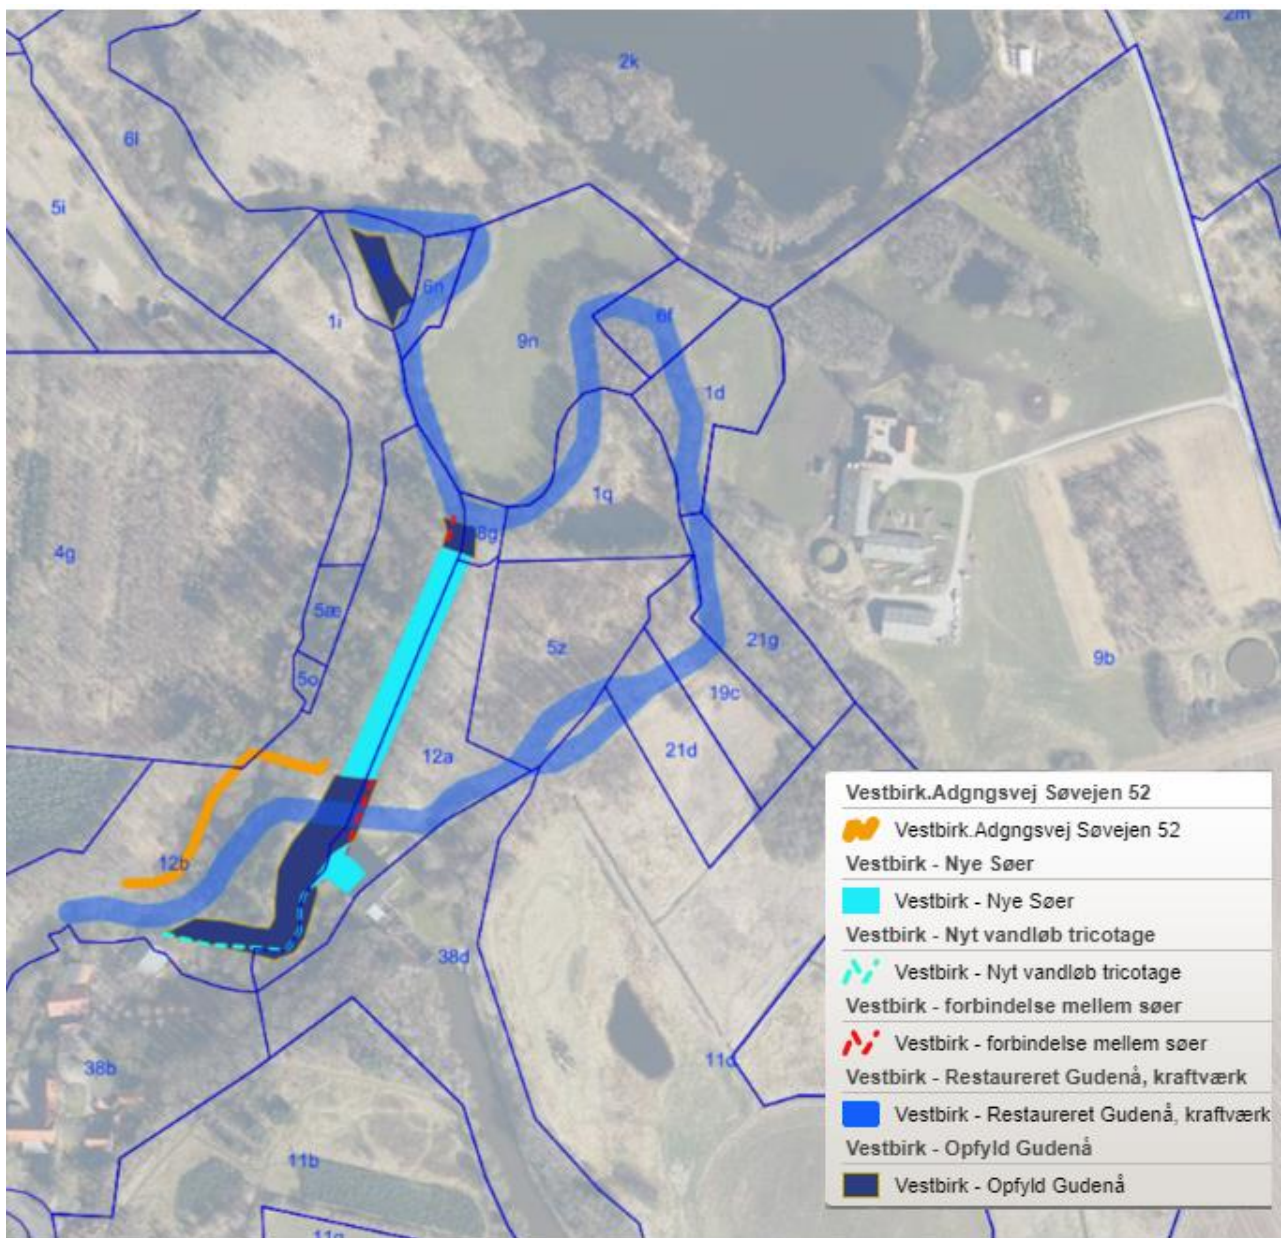 2m
2k
6l
5i
6n
1i
9n
6f
1d
1q
8g
4g
5æ
5z
21g
5o
9b
19c
12a
21d
12b
38d
11d
38b
11b
Vestbirk.Adgngsvej Søvejen 52
Vestbirk.Adgngsvej Søvejen 52
Vestbirk - Nye Søer
Vestbirk - Nye Søer
Vestbirk - Nyt vandløb tricotage
Vestbirk - Nyt vandløb tricotage
Vestbirk - forbindelse mellem søer
Vestbirk - forbindelse mellem søer
Vestbirk - Restaureret Gudenå, kraftværk
Vestbirk - Restaureret Gudenå, kraftværk
Vestbirk - Opfyld Gudenå
Vestbirk - Opfyld Gudenå